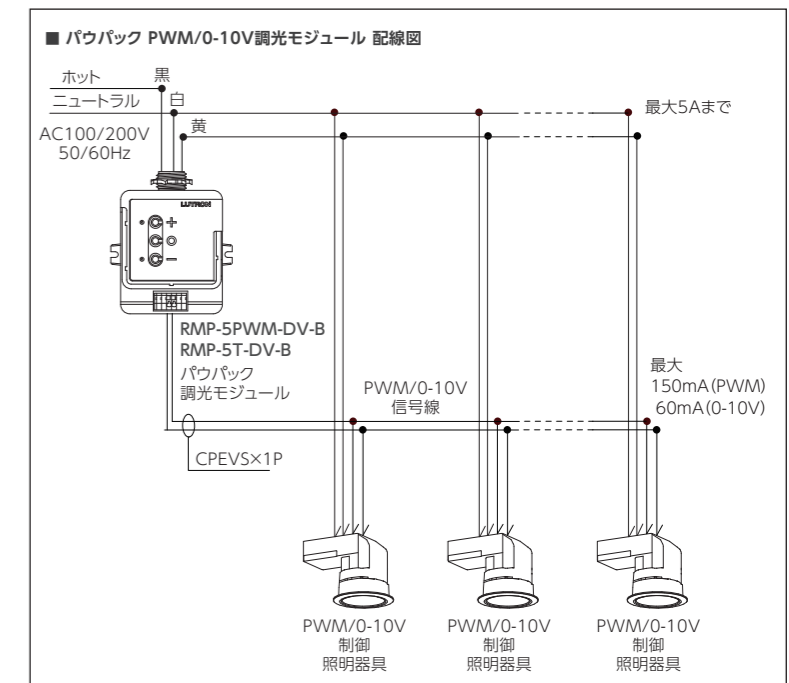 ■ パウパック PWM/0-10V調光モジュール 配線図
ホット
黒
ニュートラル
白
最大5Aまで
黄
AC100/200V
50/60Hz
LUTRON
RMP-5PWM-DV-B
RMP-5T-DV-B
パウパック
調光モジュール
PWM/0-10V
信号線
最大
150mA(PWM)
60mA(0-10V)
CPEVS×1P
PWM/0-10V
制御
照明器具
PWM/0-10V
制御
照明器具
PWM/0-10V
制御
照明器具